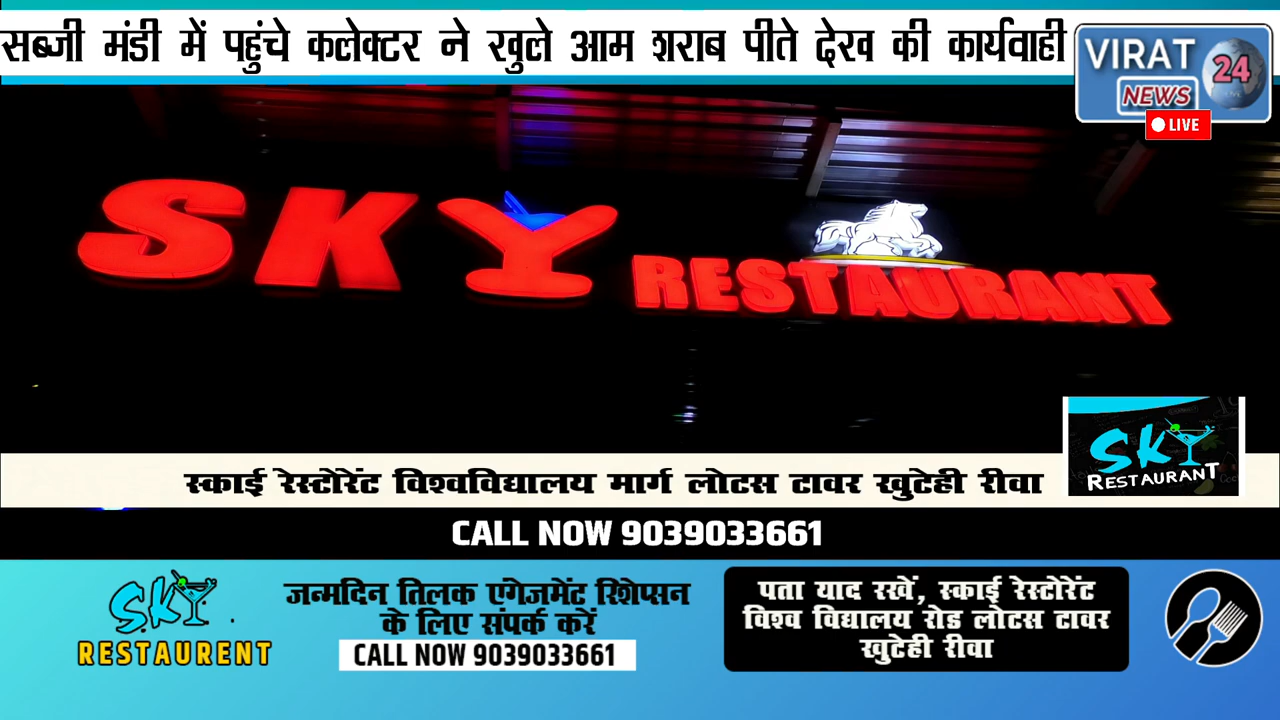 सब्जी मंडी में पहुंचे कलेक्टर ने खुले आम शराब पीते देख की कार्यवाही
VIRAT
24
NEWS
LIVE
SKY RESTAURANT
SKY
RESTAURANT
स्काई रेस्टोरेंट विश्वविद्यालय मार्ग लोटस टावर खुटेही रीवा
CALL NOW 9039033661
SKY
RESTAURENT
जन्मदिन तिलक एंगेजमेंट रिशेप्सन
के लिए संपर्क करें
CALL NOW 9039033661
पता याद रखें, स्काई रेस्टोरेंट
विश्व विद्यालय रोड लोटस टावर
खुटेही रीवा